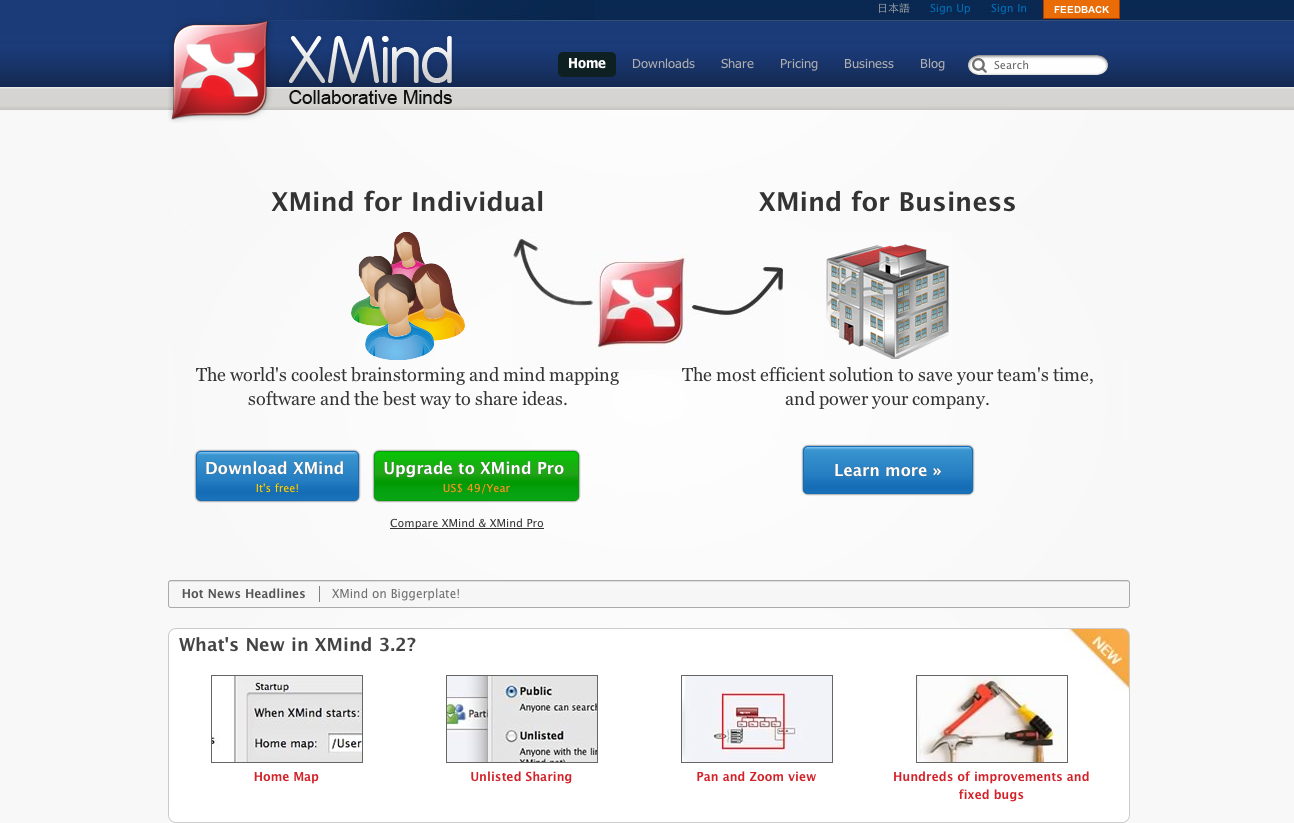 日本語 Sign Up Sign In FEEDBACK
XMind
Collaborative Minds
Home Downloads Share Pricing Business Blog Search
XMind for Individual
XMind for Business
The world's coolest brainstorming and mind mapping
software and the best way to share ideas.
The most efficient solution to save your team's time,
and power your company.
Download XMind
It's free!
Upgrade to XMind Pro
US$ 49/Year
Learn more »
Compare XMind & XMind Pro
Hot News Headlines XMind on Biggerplate!
What's New in XMind 3.2?
NEW
Startup
When XMind starts:
s
Home map: /User
Public
Anyone can search
Parti
Unlisted
Anyone with the lin
Home Map
Unlisted Sharing
Pan and Zoom view
Hundreds of improvements and
fixed bugs